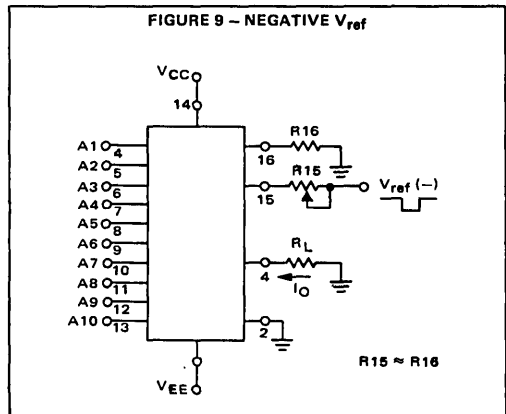 FIGURE 9 – NEGATIVE Vref
VCC
14
A1 4
A2 5
A3 6
A4 7
A5 8
A6 9
A7 10
A8 11
A9 12
A10 13
16 R16
15 R15 Vref (–)
4 RL
IO
2
VEE
R15 ≈ R16